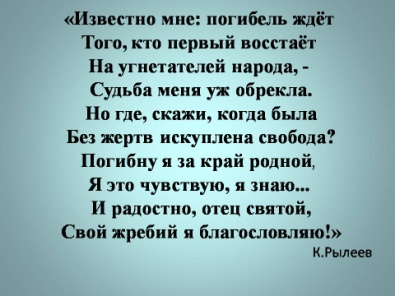 «Известно мне: погибель ждёт
Того, кто первый восстаёт
На угнетателей народа, -
Судьба меня уж обрекла.
Но где, скажи, когда была
Без жертв искуплена свобода?
Погибну я за край родной,
Я это чувствую, я знаю...
И радостно, отец святой,
Свой жребий я благословляю!»
К.Рылеев